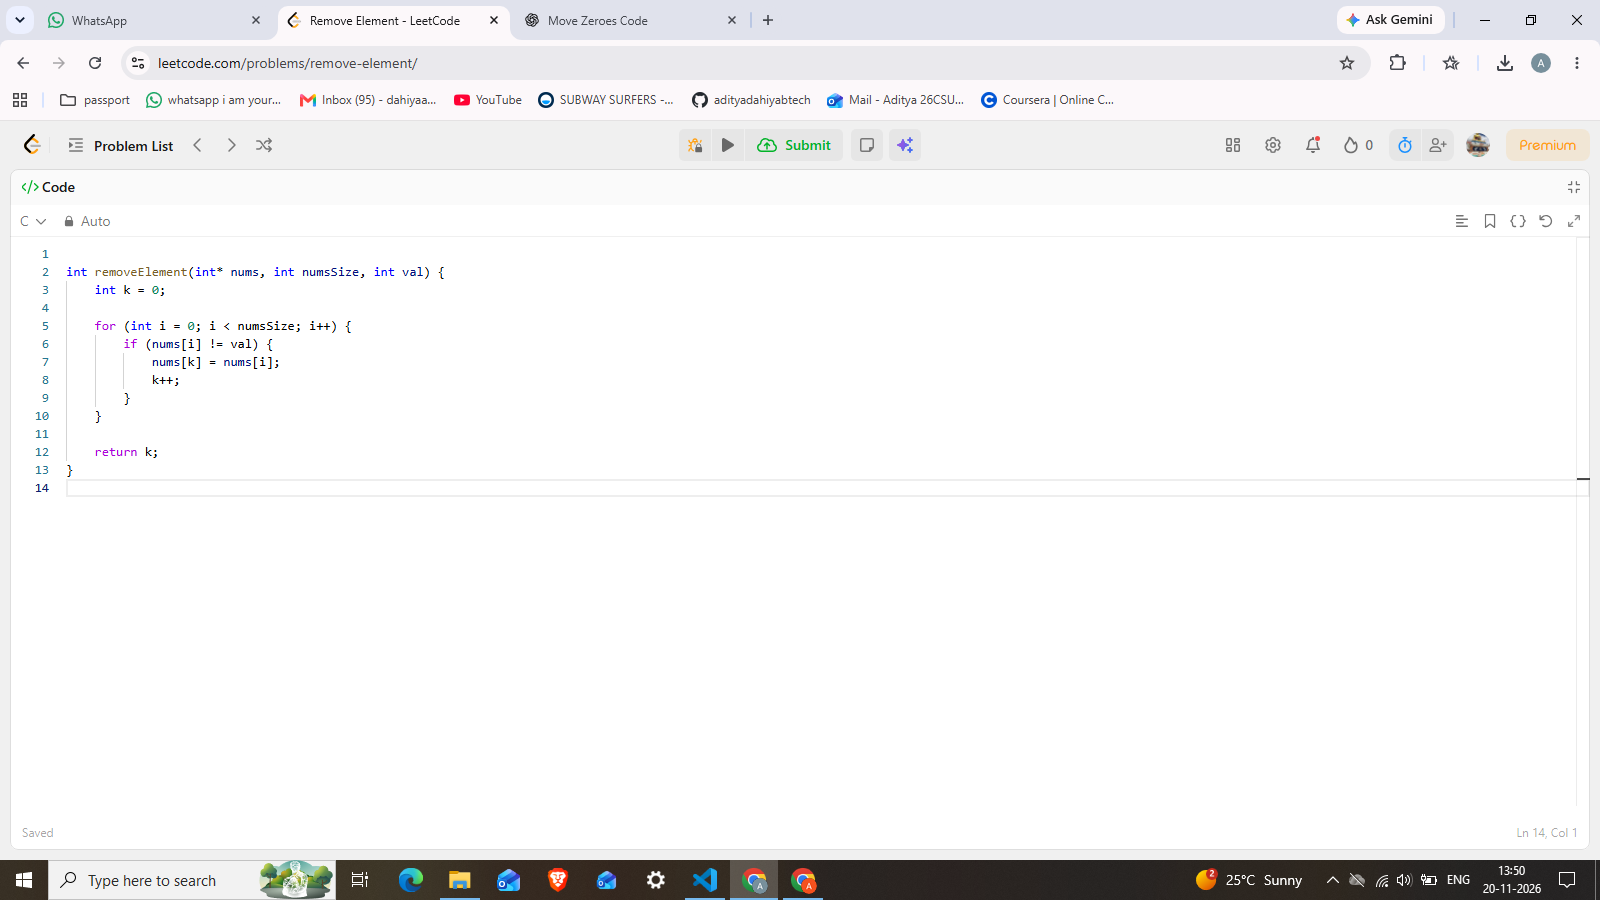 WhatsApp
Remove Element - LeetCode
Move Zeroes Code
Ask Gemini
leetcode.com/problems/remove-element/
A
passport
whatsapp i am your...
Inbox (95) - dahiyaa...
YouTube
SUBWAY SURFERS -...
adityadahiyabtech
Mail - Aditya 26CSU...
Coursera | Online C...
Problem List
Submit
0
Premium
</> Code
C
Auto
1
2 int removeElement(int* nums, int numsSize, int val) {
3 int k = 0;
4
5 for (int i = 0; i < numsSize; i++) {
6 if (nums[i] != val) {
7 nums[k] = nums[i];
8 k++;
9 }
10 }
11
12 return k;
13 }
14
Saved
Ln 14, Col 1
Type here to search
2
25°C Sunny
ENG
13:50
20-11-2026